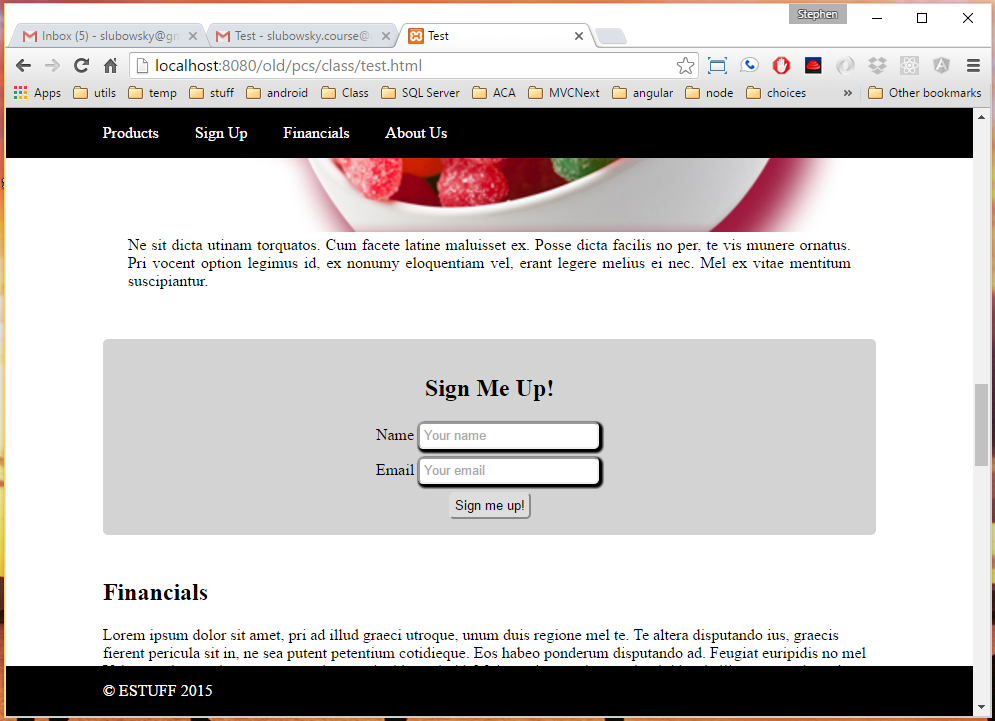 Stephen
Inbox (5) - slubowsky@gm
Test - slubowsky.course@
Test
localhost:8080/old/pcs/class/test.html
Apps utils temp stuff android Class SQL Server ACA MVCNext angular node choices » Other bookmarks
Products Sign Up Financials About Us
Ne sit dicta utinam torquatos. Cum facete latine maluisset ex. Posse dicta facilis no per, te vis munere ornatus.
Pri vocent option legimus id, ex nonumy eloquentiam vel, erant legere melius ei nec. Mel ex vitae mentitum
suscipiantur.
Sign Me Up!
Name Your name
Email Your email
Sign me up!
Financials
Lorem ipsum dolor sit amet, pri ad illud graeci utroque, unum duis regione mel te. Te altera disputando ius, graecis
fierent pericula sit in, ne sea putent petentium cotidieque. Eos habeo ponderum disputando ad. Feugiat euripidis no mel
© ESTUFF 2015